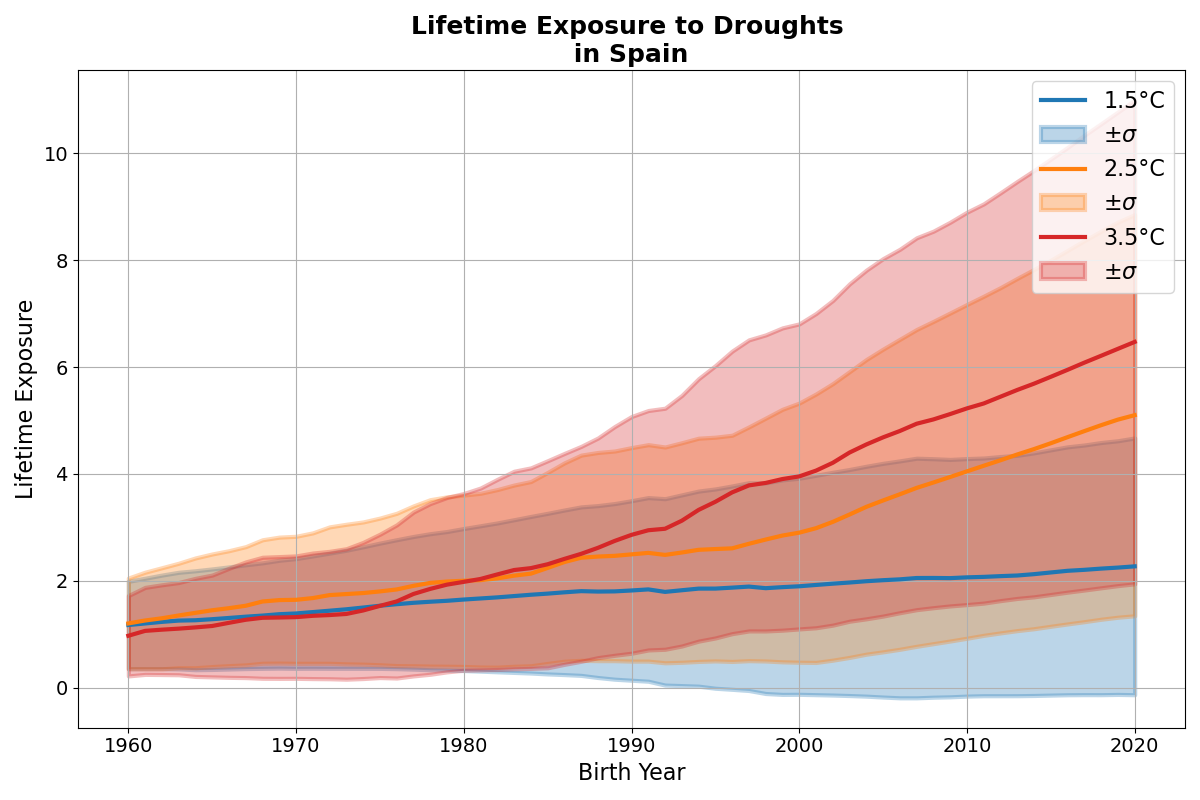 Lifetime Exposure to Droughts
in Spain
Lifetime Exposure
10
8
6
4
2
0
1960
1970
1980
1990
2000
2010
2020
Birth Year
1.5°C
±σ
2.5°C
±σ
3.5°C
±σ